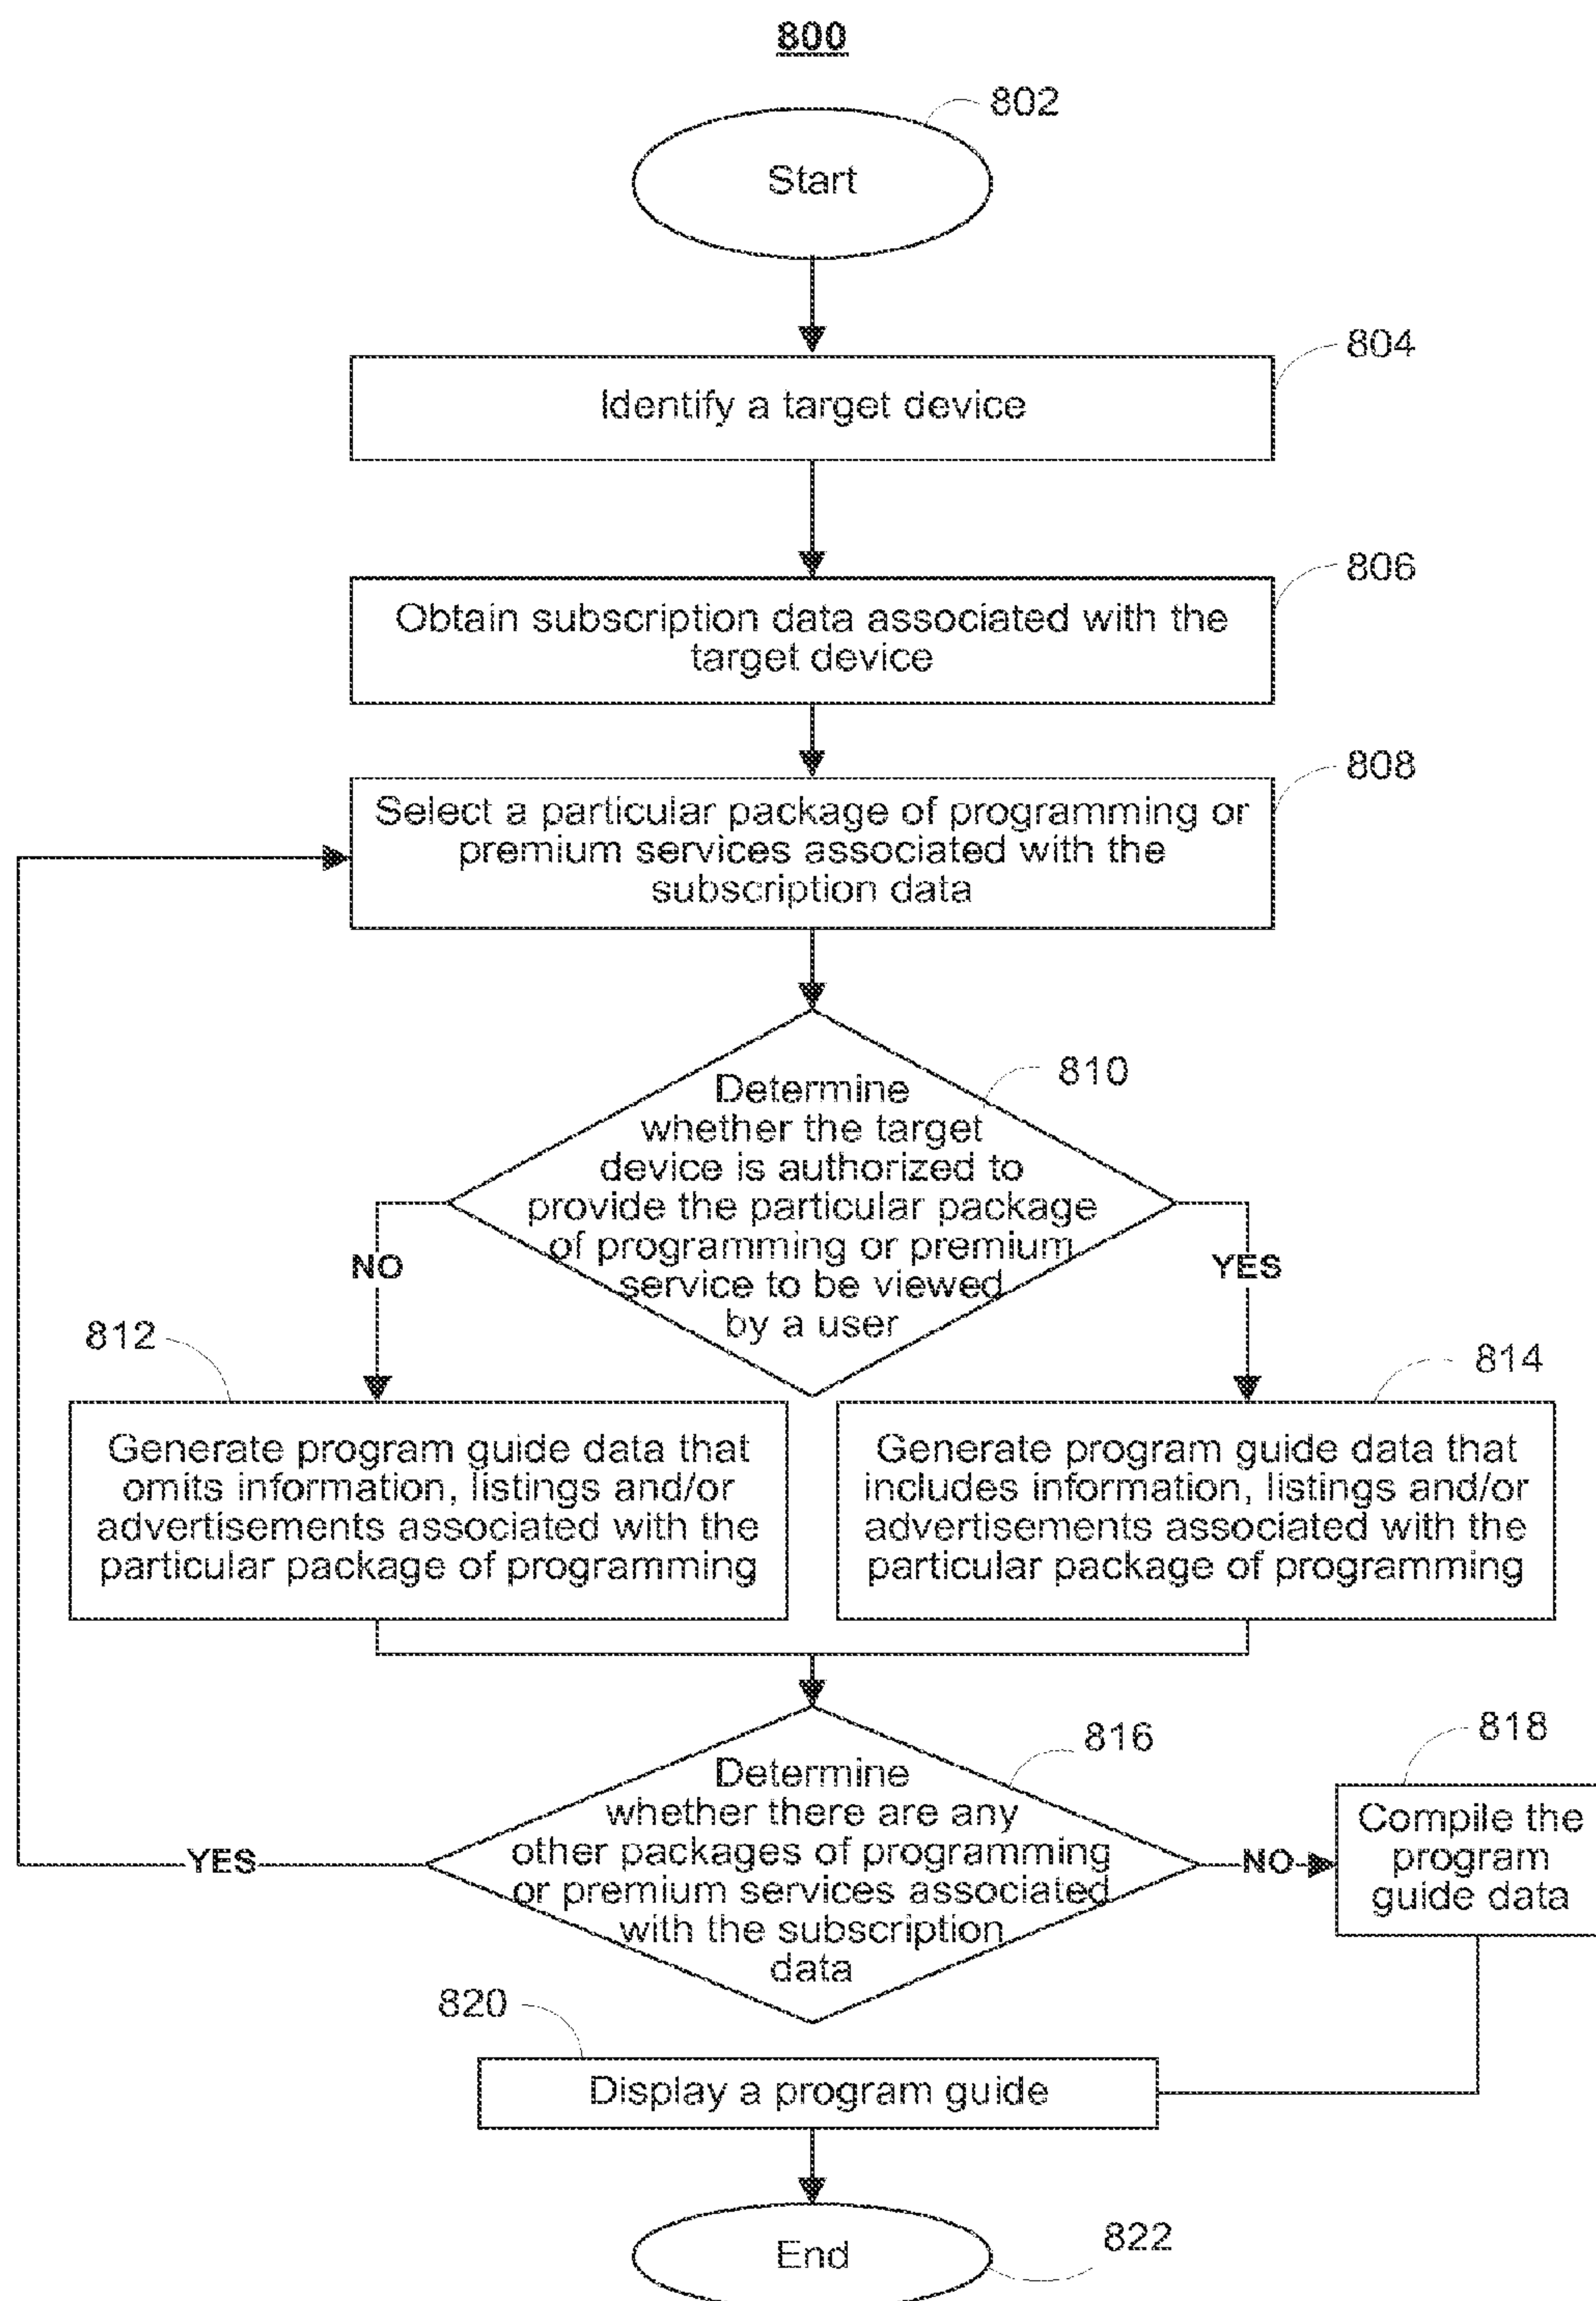 800
802
Start
804
Identify a target device
806
Obtain subscription data associated with the
target device
808
Select a particular package of programming or
premium services associated with the
subscription data
810
Determine
whether the target
device is authorized to
provide the particular package
of programming or premium
service to be viewed
by a user
NO
YES
812
814
Generate program guide data that
omits information, listings and/or
advertisements associated with the
particular package of programming
Generate program guide data that
includes information, listings and/or
advertisements associated with the
particular package of programming
816
818
Determine
whether there are any
other packages of programming
or premium services associated
with the subscription
data
YES
NO
Compile the
program
guide data
820
Display a program guide
End
822